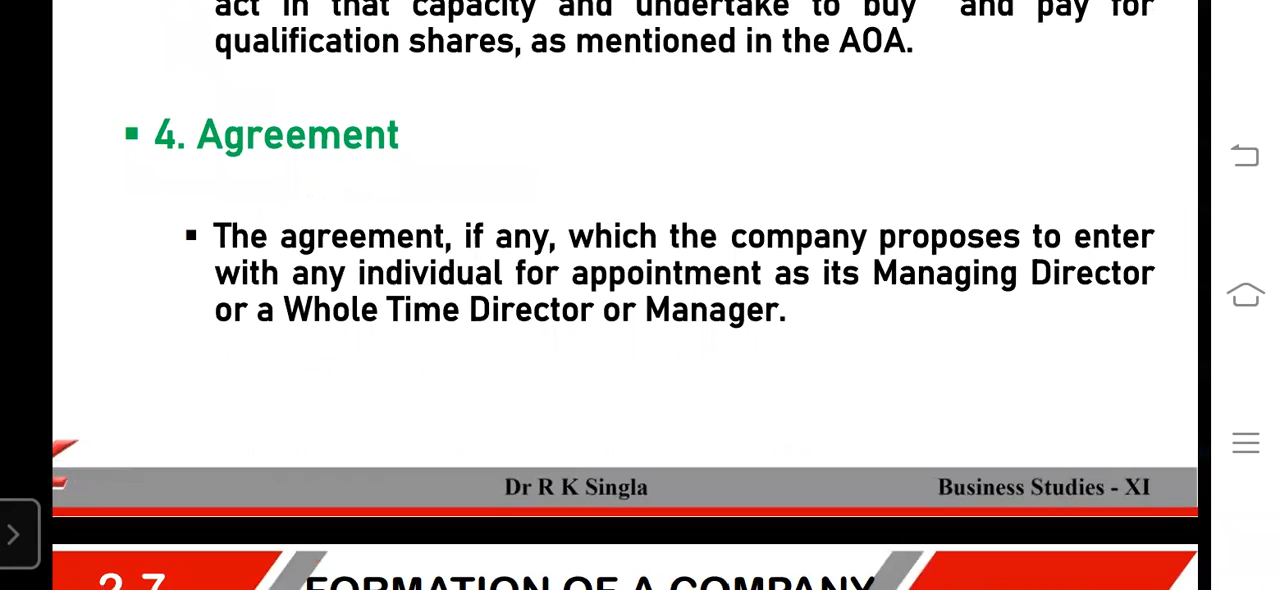 act in that capacity and undertake to buy and pay for
qualification shares, as mentioned in the AOA.
▪ 4. Agreement
▪ The agreement, if any, which the company proposes to enter
with any individual for appointment as its Managing Director
or a Whole Time Director or Manager.
Dr R K Singla
Business Studies - XI
2.7
FORMATION OF A COMPANY